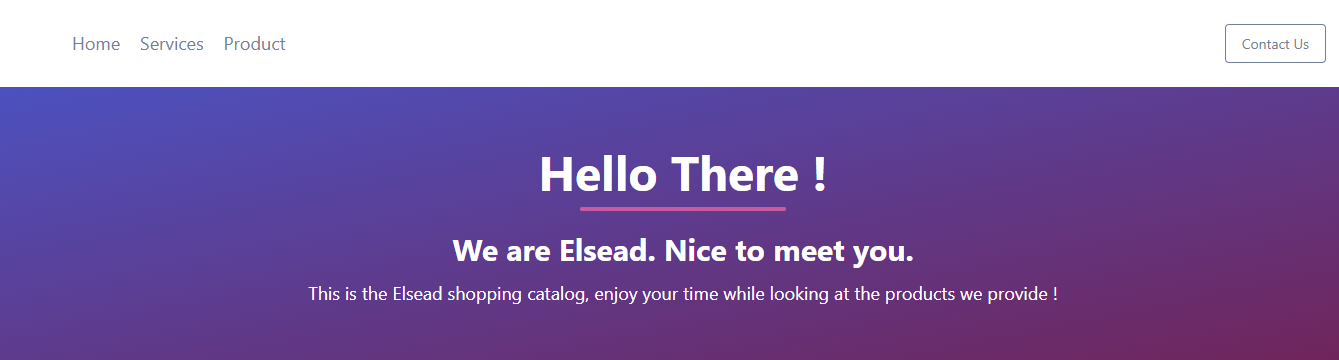 Home Services Product Contact Us
Hello There !
We are Elsead. Nice to meet you.
This is the Elsead shopping catalog, enjoy your time while looking at the products we provide !